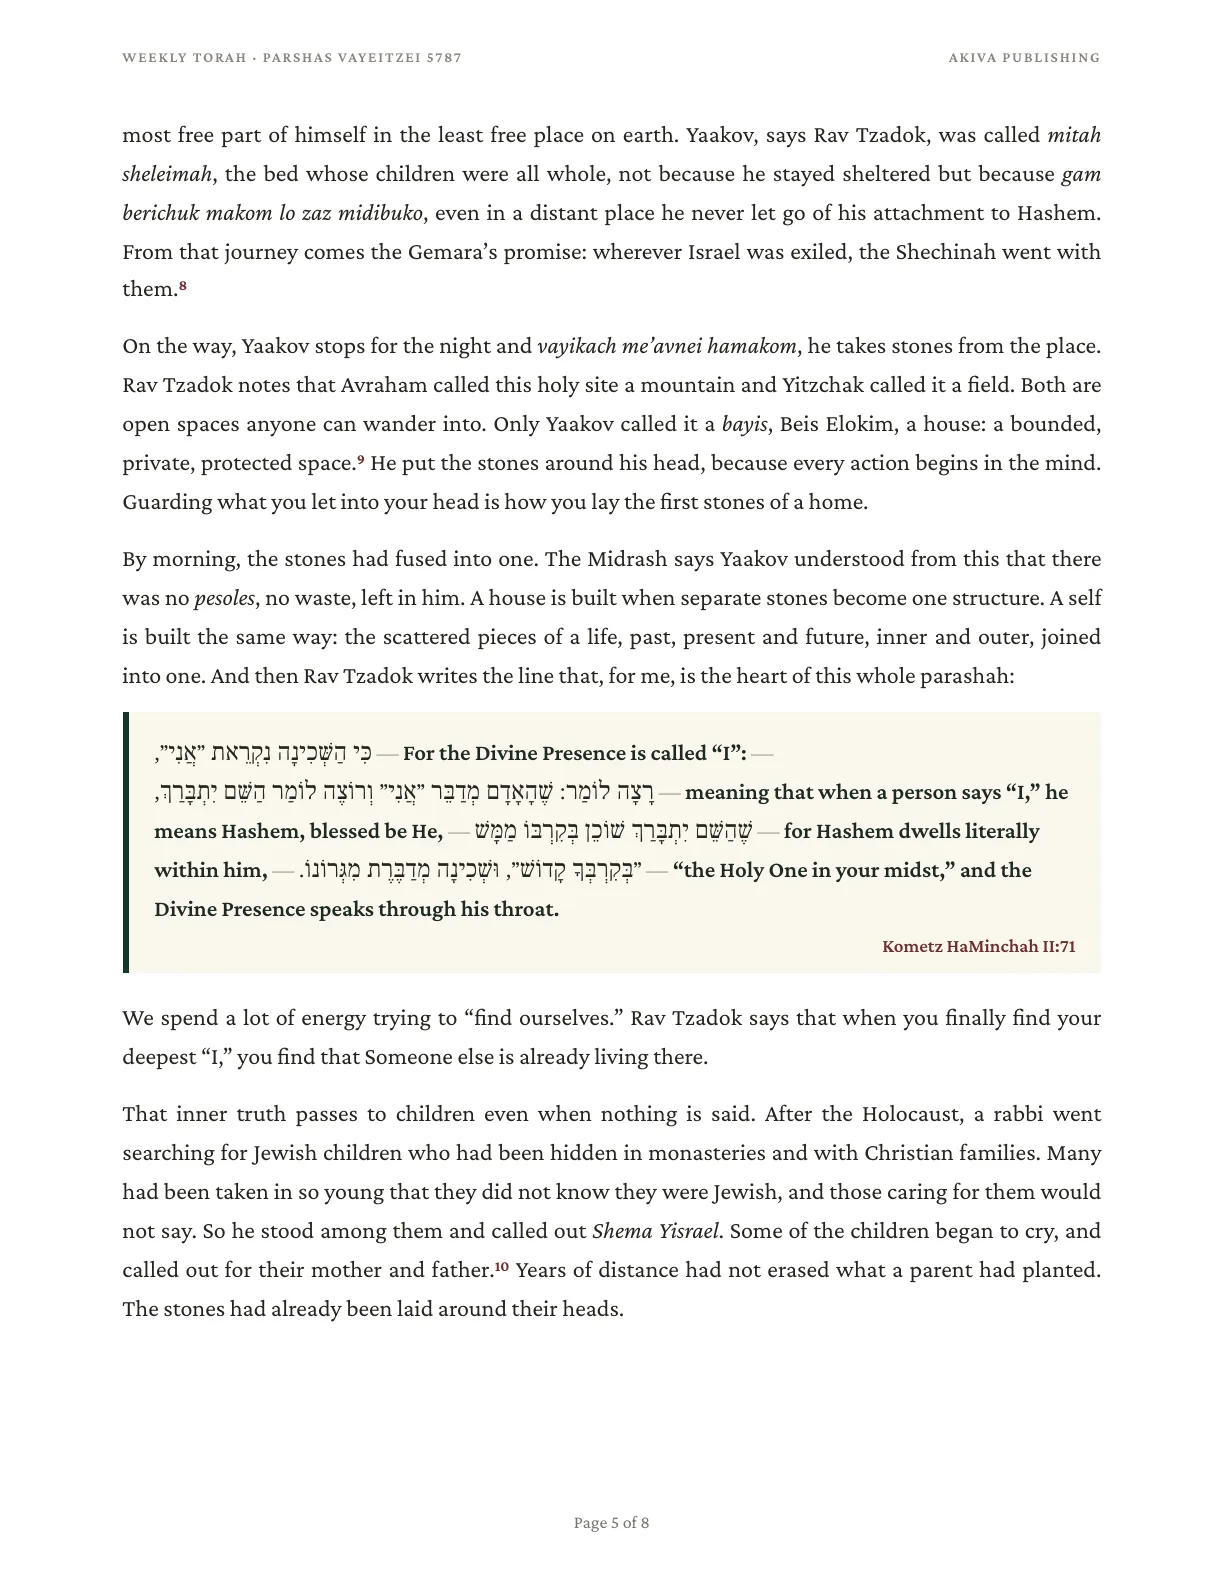 WEEKLY TORAH · PARSHAS VAYEITZEI 5787
AKIVA PUBLISHING
most free part of himself in the least free place on earth. Yaakov, says Rav Tzadok, was called mitah
sheleimah, the bed whose children were all whole, not because he stayed sheltered but because gam
berichuk makom lo zaz midibuko, even in a distant place he never let go of his attachment to Hashem.
From that journey comes the Gemara’s promise: wherever Israel was exiled, the Shechinah went with
them.⁸
On the way, Yaakov stops for the night and vayikach me’avnei hamakom, he takes stones from the place.
Rav Tzadok notes that Avraham called this holy site a mountain and Yitzchak called it a field. Both are
open spaces anyone can wander into. Only Yaakov called it a bayis, Beis Elokim, a house: a bounded,
private, protected space.⁹ He put the stones around his head, because every action begins in the mind.
Guarding what you let into your head is how you lay the first stones of a home.
By morning, the stones had fused into one. The Midrash says Yaakov understood from this that there
was no pesoles, no waste, left in him. A house is built when separate stones become one structure. A self
is built the same way: the scattered pieces of a life, past, present and future, inner and outer, joined
into one. And then Rav Tzadok writes the line that, for me, is the heart of this whole parashah:
כִּי הַשְּׁכִינָה נִקְרֵאת ”אֲנִי”, — For the Divine Presence is called “I”: —
רָצָה לוֹמַר: שֶׁהָאָדָם מְדַבֵּר ”אֲנִי” וְרוֹצֶה לוֹמַר הַשֵּׁם יִתְבָּרַךְ, — meaning that when a person says “I,” he
means Hashem, blessed be He, — שֶׁהַשֵּׁם יִתְבָּרַךְ שׁוֹכֵן בְּקִרְבּוֹ מַמָּשׁ — for Hashem dwells literally
within him, — ”בְּקִרְבְּךָ קָדוֹשׁ”, וּשְׁכִינָה מְדַבֶּרֶת מִגְּרוֹנוֹ. — “the Holy One in your midst,” and the
Divine Presence speaks through his throat.
Kometz HaMinchah II:71
We spend a lot of energy trying to “find ourselves.” Rav Tzadok says that when you finally find your
deepest “I,” you find that Someone else is already living there.
That inner truth passes to children even when nothing is said. After the Holocaust, a rabbi went
searching for Jewish children who had been hidden in monasteries and with Christian families. Many
had been taken in so young that they did not know they were Jewish, and those caring for them would
not say. So he stood among them and called out Shema Yisrael. Some of the children began to cry, and
called out for their mother and father.¹⁰ Years of distance had not erased what a parent had planted.
The stones had already been laid around their heads.
Page 5 of 8